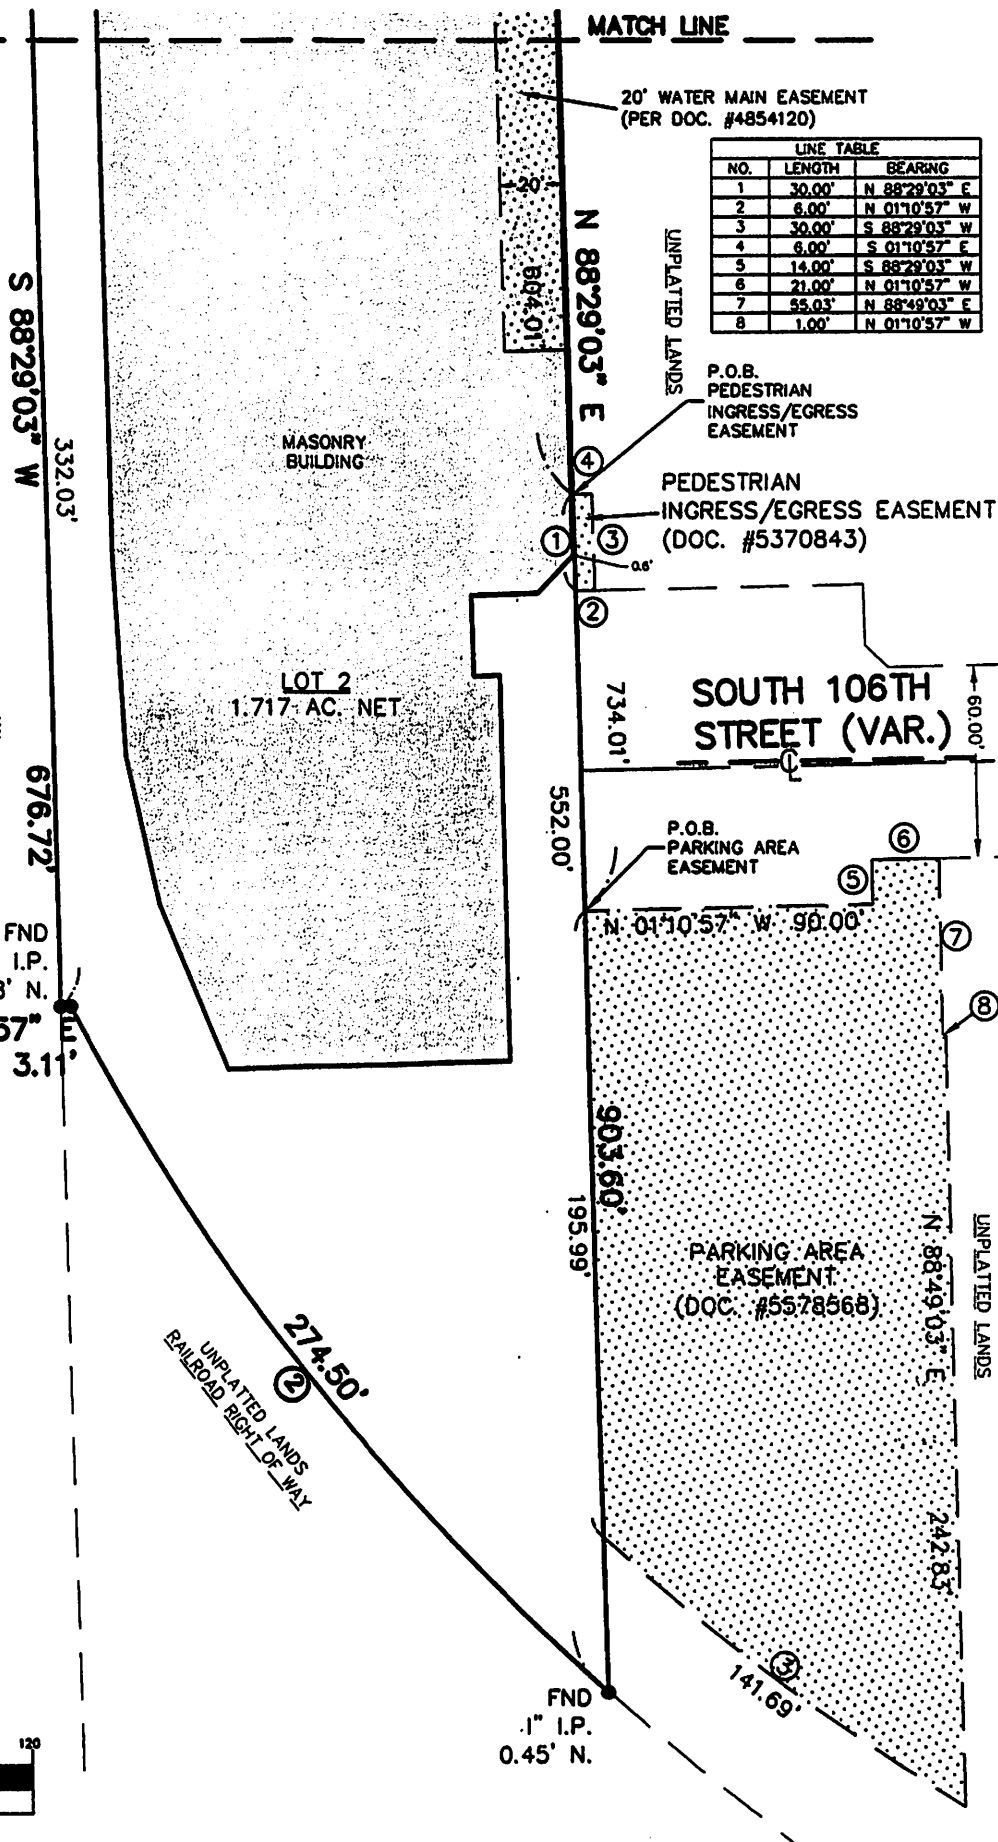 MATCH LINE
20' WATER MAIN EASEMENT
(PER DOC. #4854120)
LINE TABLE
NO. LENGTH BEARING
1 30.00' N 88°29'03" E
2 6.00' N 01°10'57" W
3 30.00' S 88°29'03" W
4 6.00' S 01°10'57" E
5 14.00' S 88°29'03" W
6 21.00' N 01°10'57" W
7 55.03' N 88°49'03" E
8 1.00' N 01°10'57" W
20'
604.01'
N 88°29'03" E
UNPLATTED LANDS
S 88°29'03" W
332.03'
P.O.B.
PEDESTRIAN
INGRESS/EGRESS
EASEMENT
MASONRY
BUILDING
4
PEDESTRIAN
INGRESS/EGRESS EASEMENT
(DOC. #5370843)
1
3
0.6'
2
LOT 2
1.717 AC. NET
734.01'
SOUTH 106TH
STREET (VAR.)
60.00'
CL
676.72'
552.00'
P.O.B.
PARKING AREA
EASEMENT
6
5
N 01°10'57" W 90.00'
7
8
FND
I.P.
' N.
57" E
3.11'
903.60'
195.99'
PARKING AREA
EASEMENT
(DOC. #5578568)
N 88°49'03" E
242.83'
UNPLATTED LANDS
274.50'
2
UNPLATTED LANDS
RAILROAD RIGHT OF WAY
3
141.69'
FND
1" I.P.
0.45' N.
120